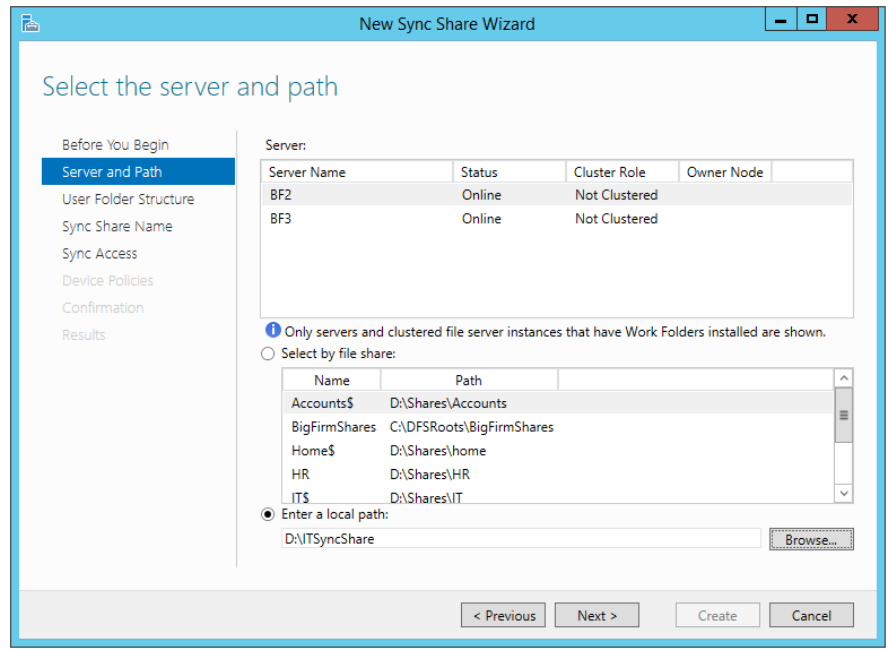 New Sync Share Wizard
Select the server and path
Before You Begin
Server and Path
User Folder Structure
Sync Share Name
Sync Access
Device Policies
Confirmation
Results
Server:
Server Name Status Cluster Role Owner Node
BF2 Online Not Clustered
BF3 Online Not Clustered
Only servers and clustered file server instances that have Work Folders installed are shown.
Select by file share:
Name Path
Accounts$ D:\Shares\Accounts
BigFirmShares C:\DFSRoots\BigFirmShares
Home$ D:\Shares\home
HR D:\Shares\HR
IT$ D:\Shares\IT
Enter a local path:
D:\ITSyncShare Browse...
< Previous Next > Create Cancel